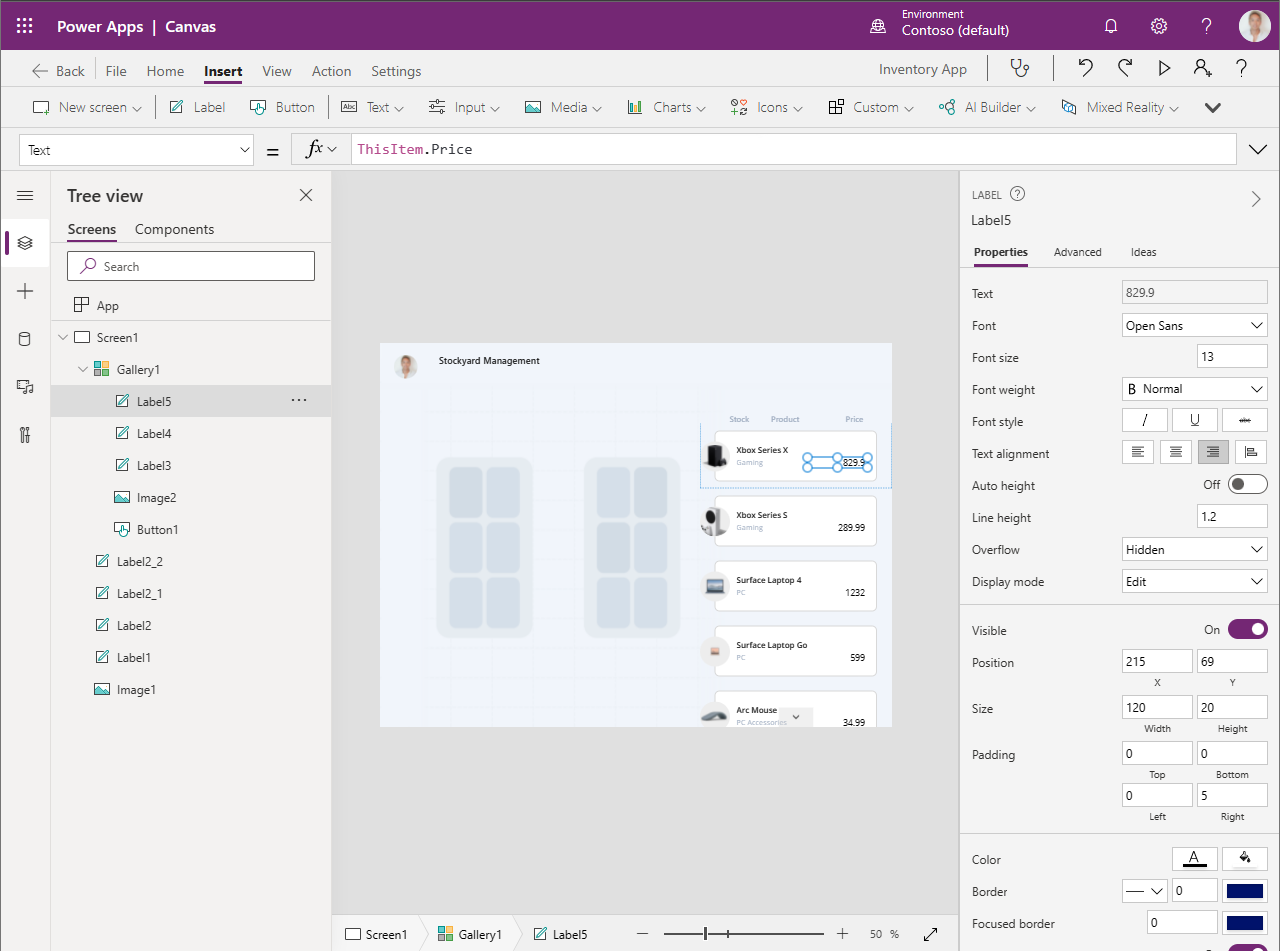 Power Apps | Canvas
Environment
Contoso (default)
Back File Home Insert View Action Settings
Inventory App
New screen Label Button Text Input Media Charts Icons Custom AI Builder Mixed Reality
Text
= fx ThisItem.Price
Tree view
Screens Components
Search
App
Screen1
Gallery1
Label5
Label4
Label3
Image2
Button1
Label2_2
Label2_1
Label2
Label1
Image1
Stockyard Management
Stock Product Price
Xbox Series X
Gaming
829.9
Xbox Series S
Gaming
289.99
Surface Laptop 4
PC
1232
Surface Laptop Go
PC
599
Arc Mouse
PC Accessories
34.99
Screen1 Gallery1 Label5
50 %
LABEL
Label5
Properties Advanced Ideas
Text 829.9
Font Open Sans
Font size 13
Font weight B Normal
Font style / U abc
Text alignment
Auto height Off
Line height 1.2
Overflow Hidden
Display mode Edit
Visible On
Position 215 69
X Y
Size 120 20
Width Height
Padding 0 0
Top Bottom
0 5
Left Right
Color A
Border 0
Focused border 0